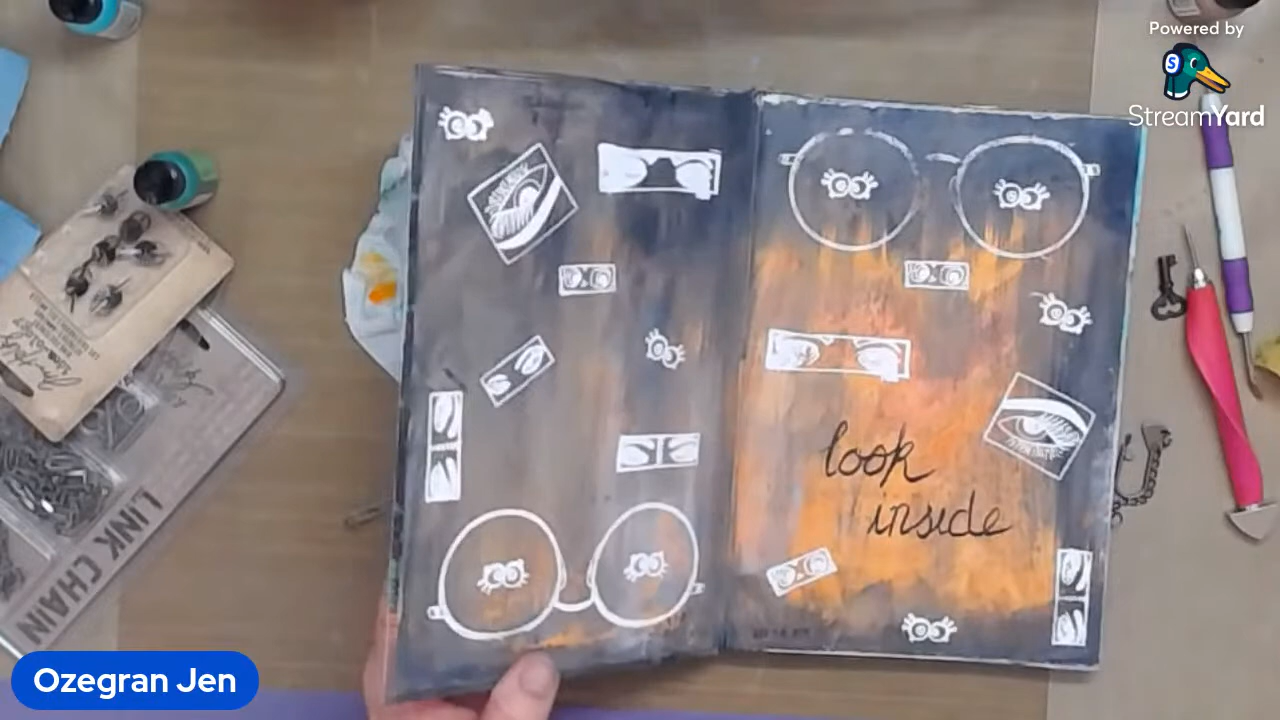 Powered by
StreamYard
look
inside
LINK CHAIN
Ozegran Jen